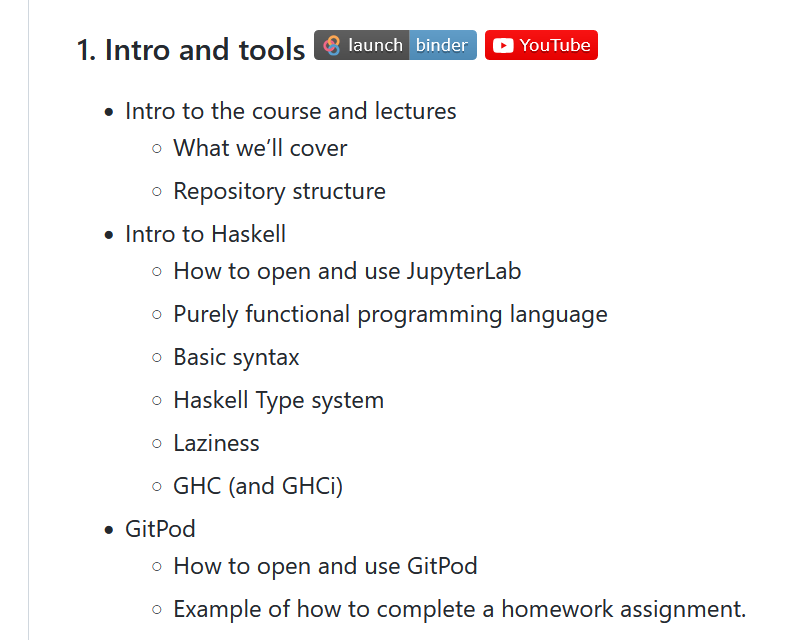 1. Intro and tools launch binder YouTube
Intro to the course and lectures
What we’ll cover
Repository structure
Intro to Haskell
How to open and use JupyterLab
Purely functional programming language
Basic syntax
Haskell Type system
Laziness
GHC (and GHCi)
GitPod
How to open and use GitPod
Example of how to complete a homework assignment.